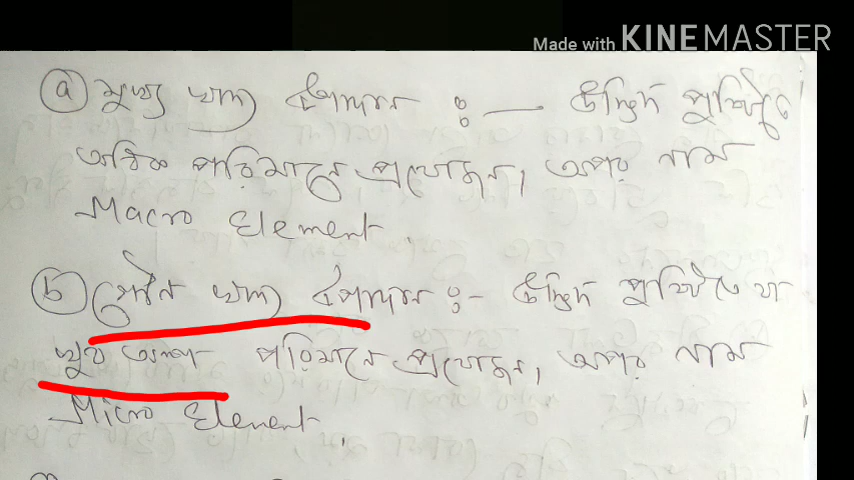 Made with KINEMASTER
ⓐ মুখ্য খাদ্য উপাদান :— উদ্ভিদ পুষ্টিতে
অধিক পরিমানে প্রয়োজন, অপর নাম
Macro Element
ⓑ গৌন খাদ্য উপাদান :- উদ্ভিদ পুষ্টিতে যা
খুব অল্প পরিমানে প্রয়োজন, অপর নাম
Micro Element,